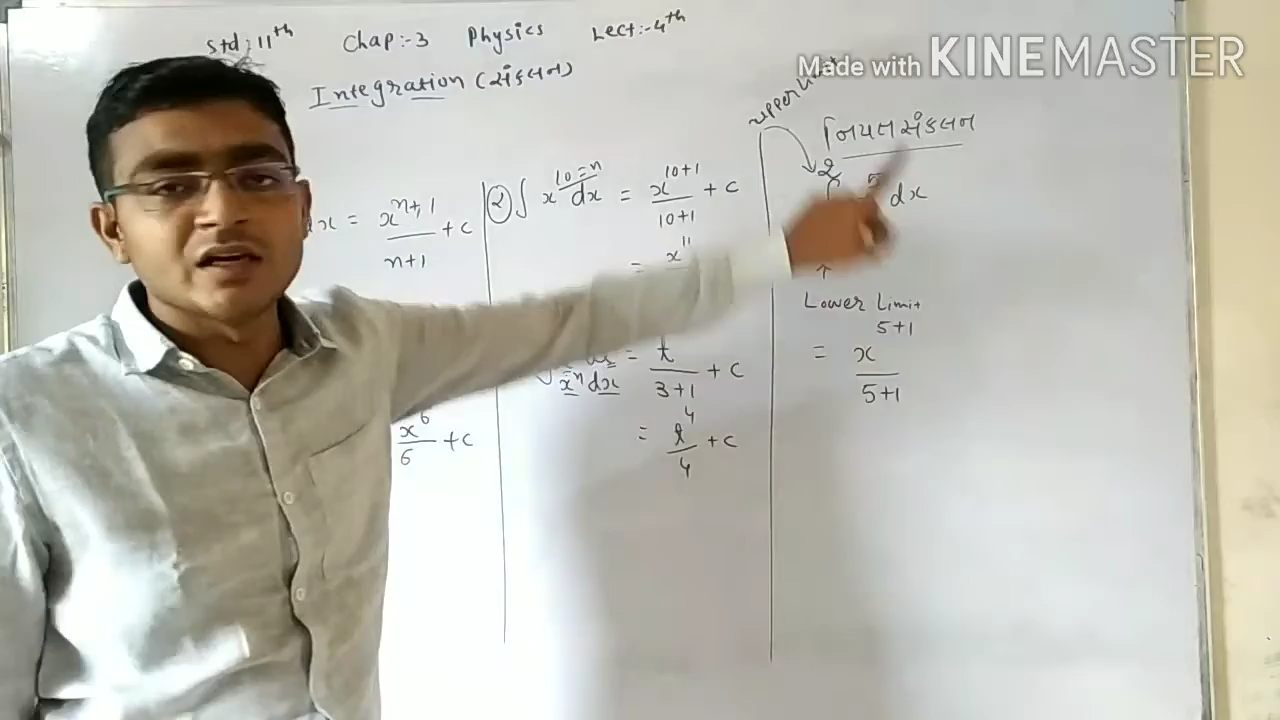 Std:-11th Chap:-3 Physics Lect:-4th
Made with KINEMASTER
Integration (સંકલન)
dx = x^(n+1)/(n+1) + c
② ∫ x^(10=n) dx = x^(10+1)/(10+1) + c
= x^11
x^n dx = t/(3+1) + c
= t^4/4 + c
x^6/6 + c
upper
નિયત સંકલન
2
∫ 5 dx
↑
Lower Limit
= x^(5+1)/(5+1)